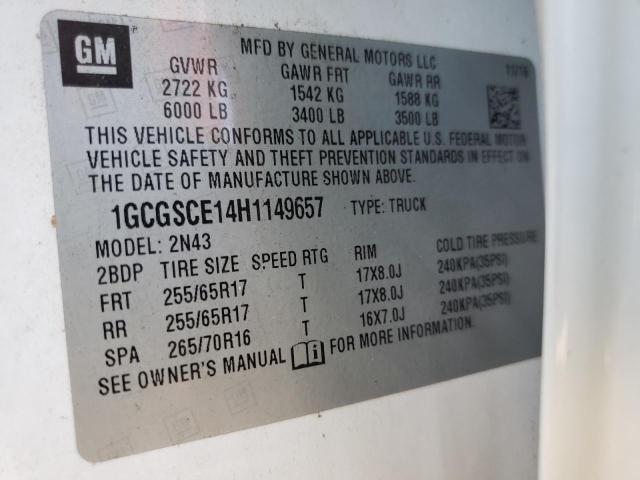 GM
MFD BY GENERAL MOTORS LLC
GVWR GAWR FRT GAWR RR 11/16
2722 KG 1542 KG 1588 KG
6000 LB 3400 LB 3500 LB
THIS VEHICLE CONFORMS TO ALL APPLICABLE U.S. FEDERAL MOTOR
VEHICLE SAFETY AND THEFT PREVENTION STANDARDS IN EFFECT ON
THE DATE OF MANUFACTURE SHOWN ABOVE.
1GCGSCE14H1149657 TYPE: TRUCK
MODEL: 2N43
2BDP TIRE SIZE SPEED RTG RIM COLD TIRE PRESSURE
FRT 255/65R17 T 17X8.0J 240KPA(35PSI)
RR 255/65R17 T 17X8.0J 240KPA(35PSI)
SPA 265/70R16 T 16X7.0J 240KPA(35PSI)
SEE OWNER'S MANUAL FOR MORE INFORMATION.